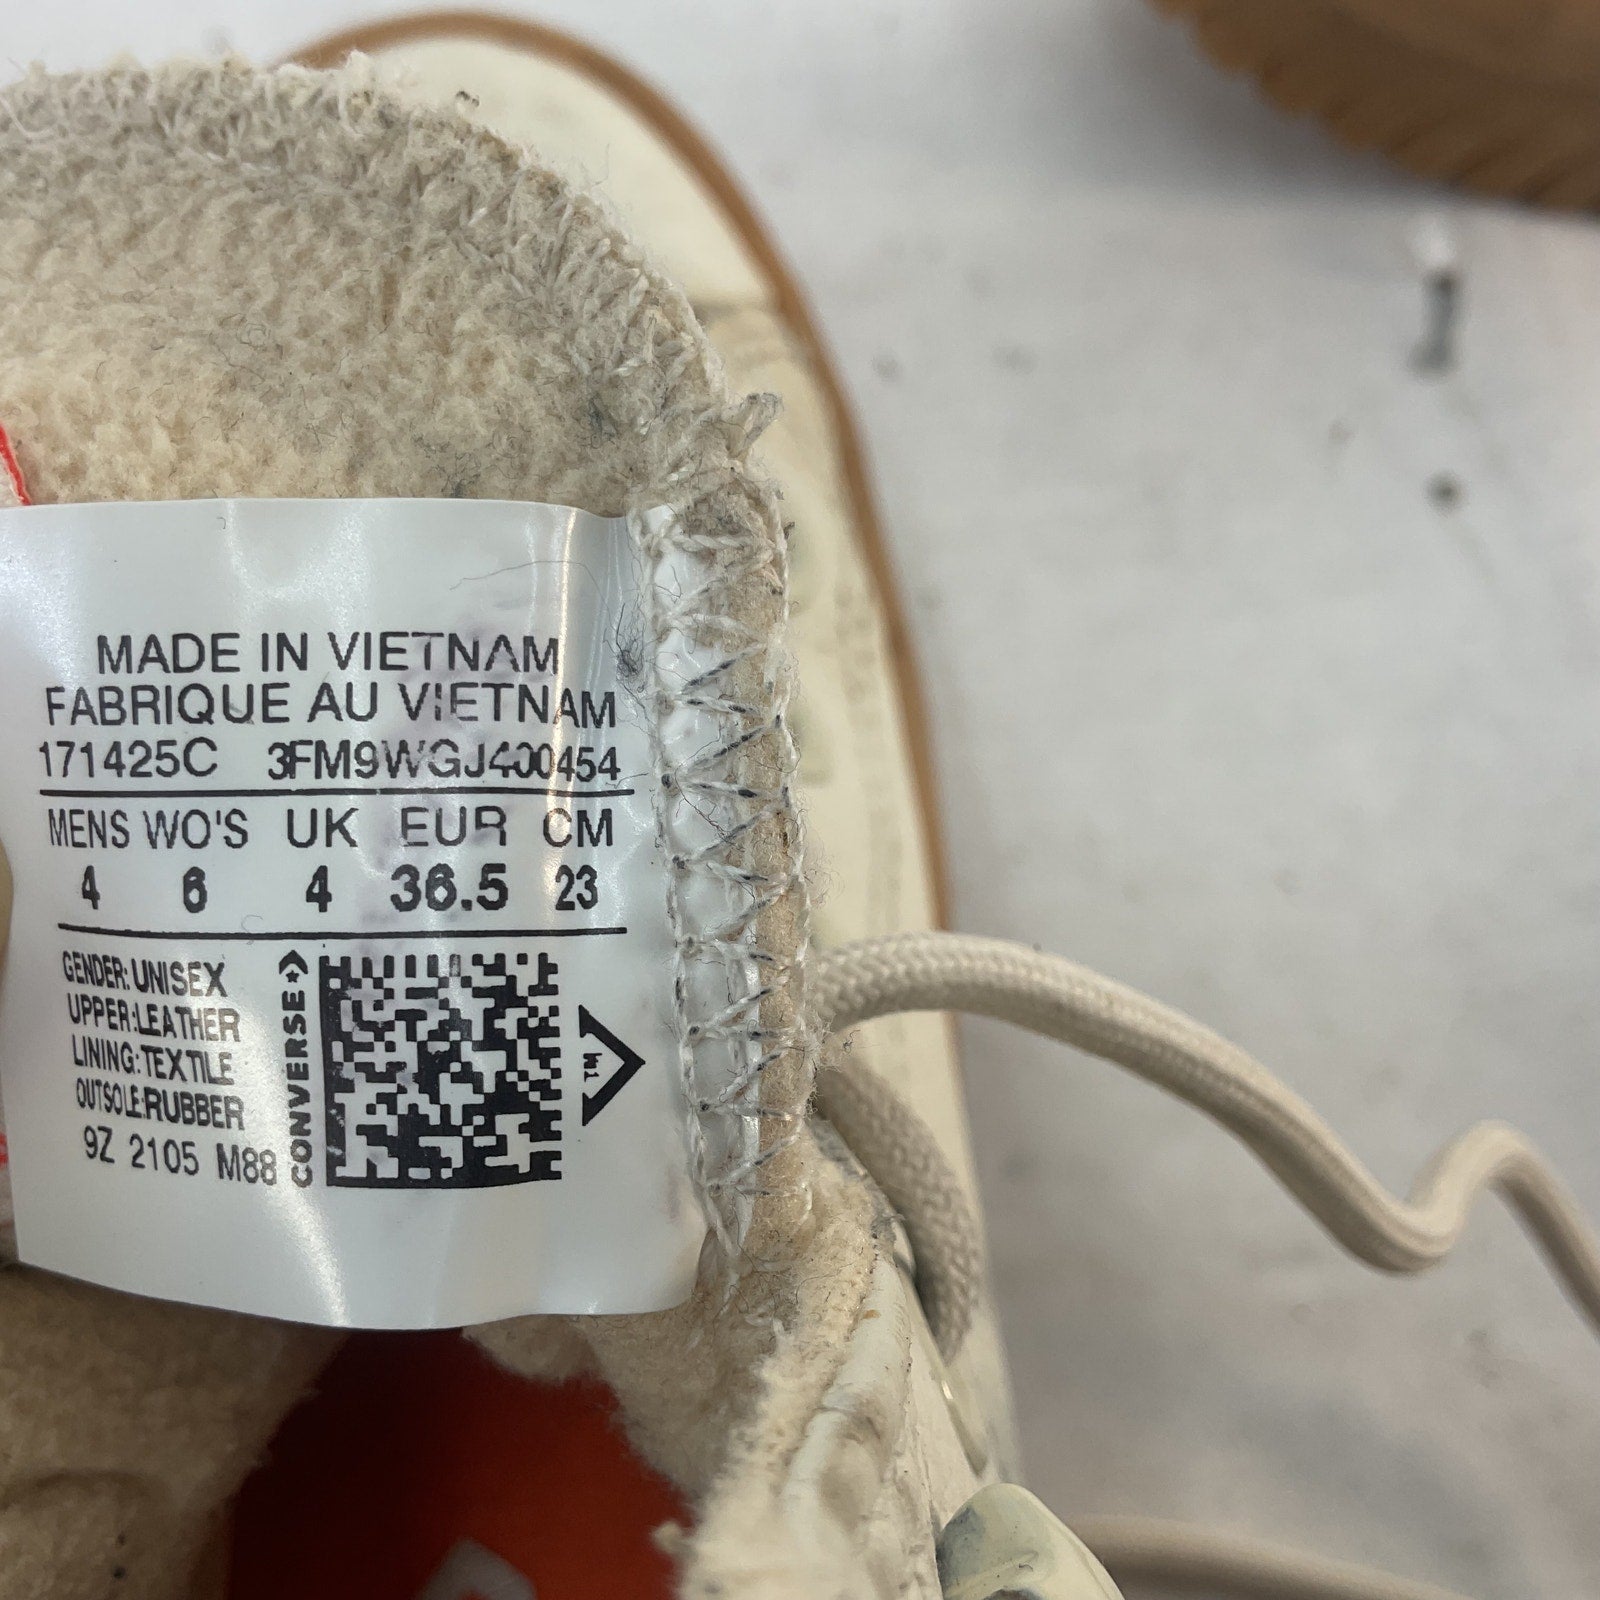 MADE IN VIETNAM
FABRIQUE AU VIETNAM
171425C 3FM9WGJ400454
MENS WO'S UK EUR CM
4 6 4 36.5 23
GENDER: UNISEX
UPPER: LEATHER
LINING: TEXTILE
OUTSOLE: RUBBER
9Z 2105 M88
CONVERSE
W1